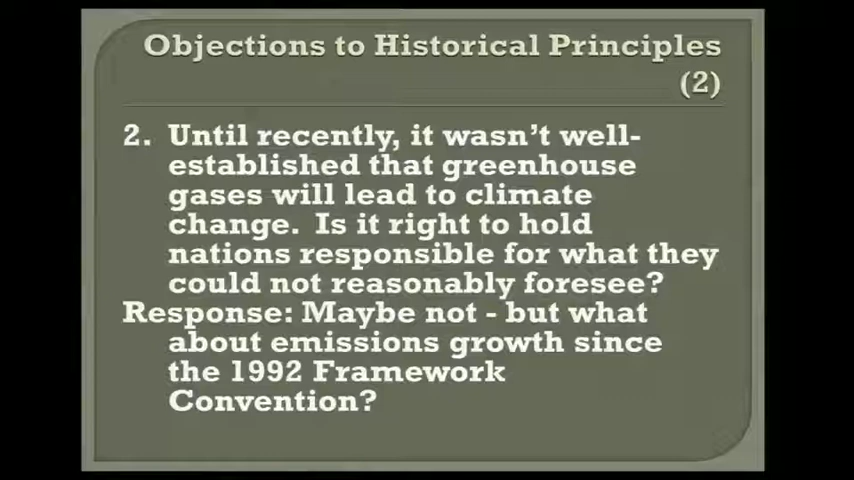 Objections to Historical Principles
(2)
2. Until recently, it wasn't well-
established that greenhouse
gases will lead to climate
change. Is it right to hold
nations responsible for what they
could not reasonably foresee?
Response: Maybe not - but what
about emissions growth since
the 1992 Framework
Convention?